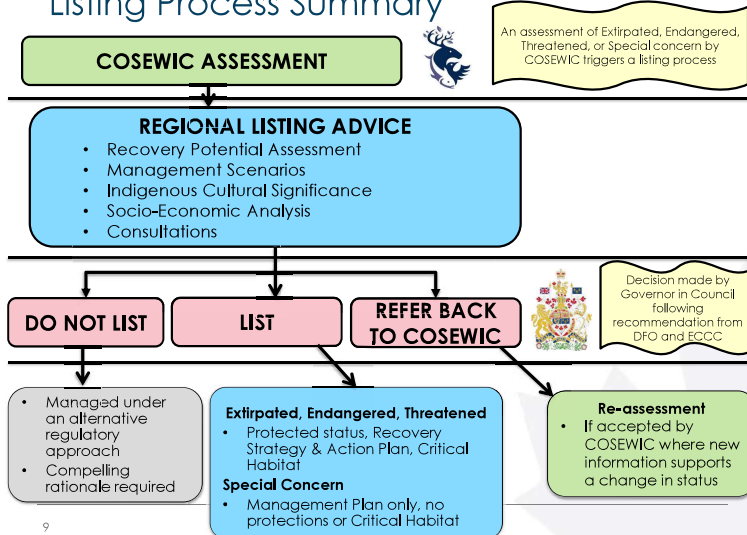 Listing Process Summary
COSEWIC ASSESSMENT
An assessment of Extirpated, Endangered,
Threatened, or Special concern by
COSEWIC triggers a listing process
REGIONAL LISTING ADVICE
• Recovery Potential Assessment
• Management Scenarios
• Indigenous Cultural Significance
• Socio-Economic Analysis
• Consultations
DO NOT LIST
LIST
REFER BACK
TO COSEWIC
Decision made by
Governor in Council
following
recommendation from
DFO and ECCC
• Managed under
an alternative
regulatory
approach
• Compelling
rationale required
Extirpated, Endangered, Threatened
• Protected status, Recovery
Strategy & Action Plan, Critical
Habitat
Special Concern
• Management Plan only, no
protections or Critical Habitat
Re-assessment
• If accepted by
COSEWIC where new
information supports
a change in status
9